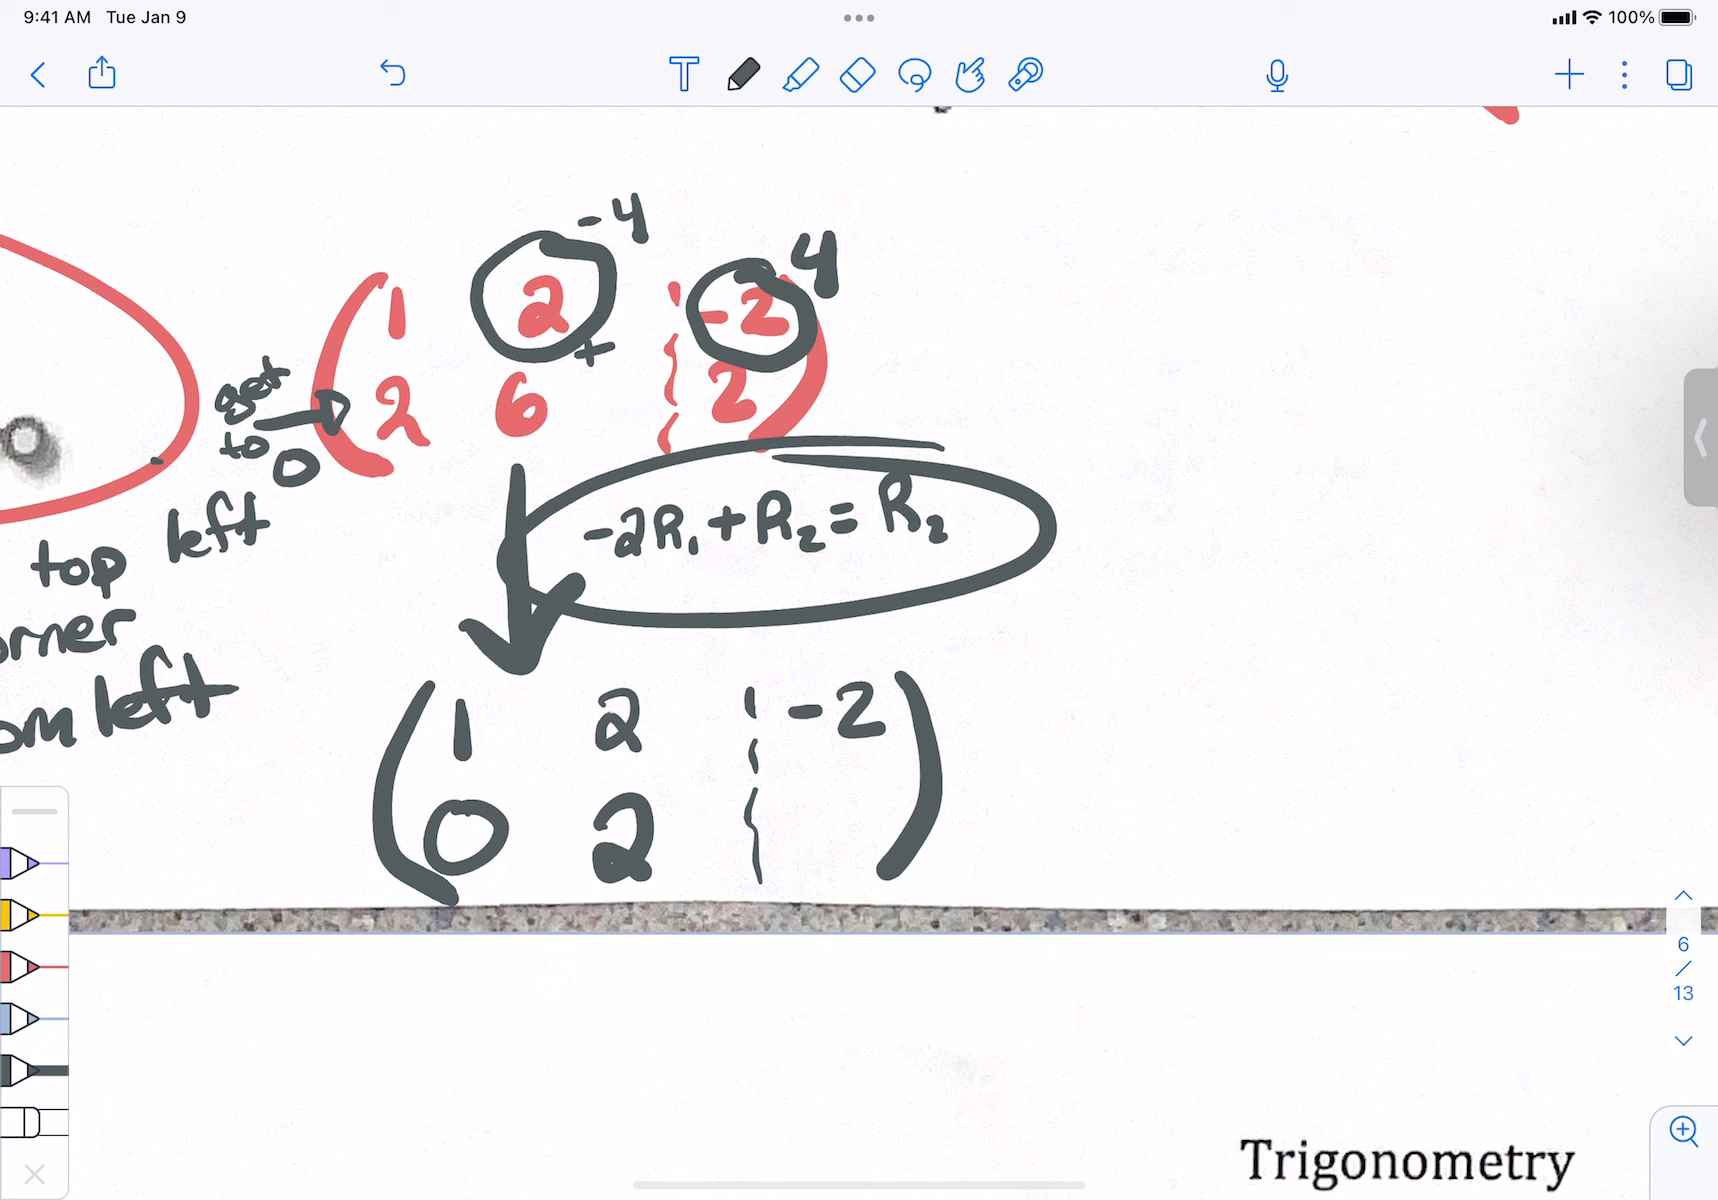 9:41 AM Tue Jan 9
100%
-4
4
1 2 -2
+
get
to 0
2 6 2
-2R₁ + R₂ = R₂
top left
orner
om left
1 2 -2
0 2
6
/
13
Trigonometry